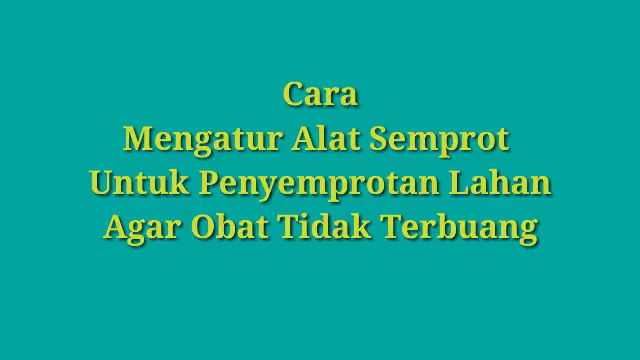 Cara
Mengatur Alat Semprot
Untuk Penyemprotan Lahan
Agar Obat Tidak Terbuang